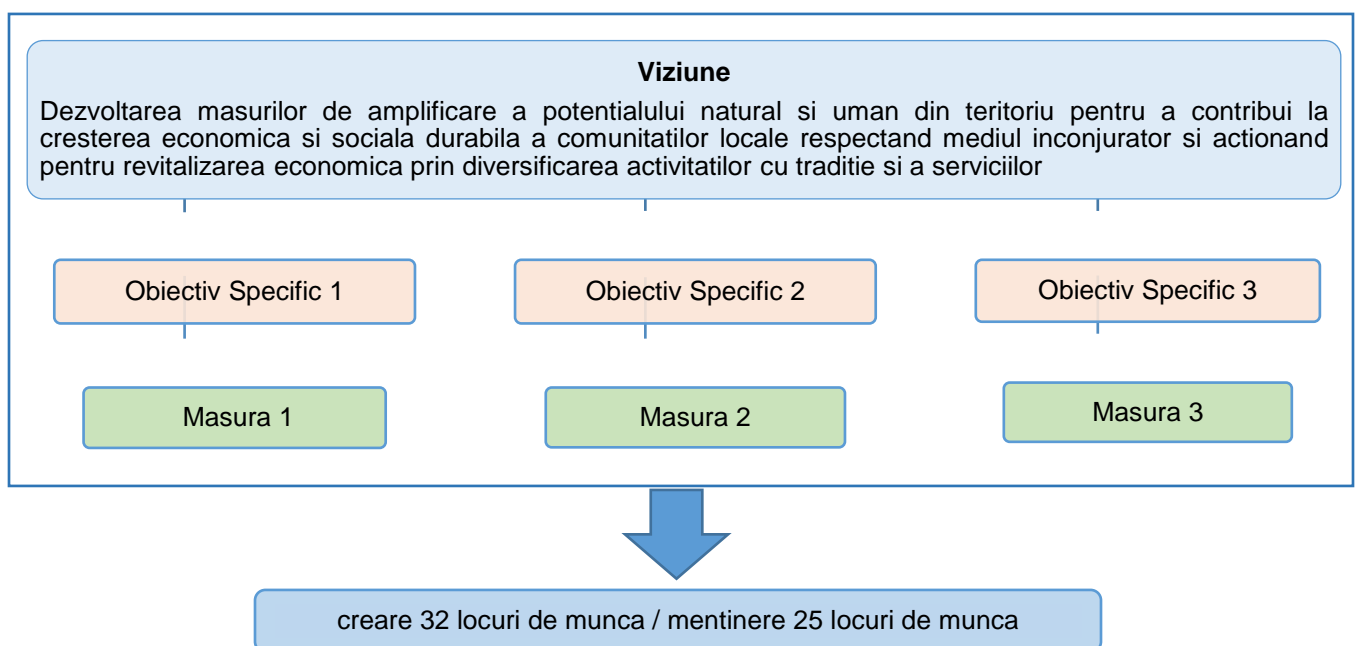 Viziune
Dezvoltarea masurilor de amplificare a potentialului natural si uman din teritoriu pentru a contribui la
cresterea economica si sociala durabila a comunitatilor locale respectand mediul inconjurator si actionand
pentru revitalizarea economica prin diversificarea activitatilor cu traditie si a serviciilor
Obiectiv Specific 1
Obiectiv Specific 2
Obiectiv Specific 3
Masura 1
Masura 2
Masura 3
creare 32 locuri de munca / mentinere 25 locuri de munca